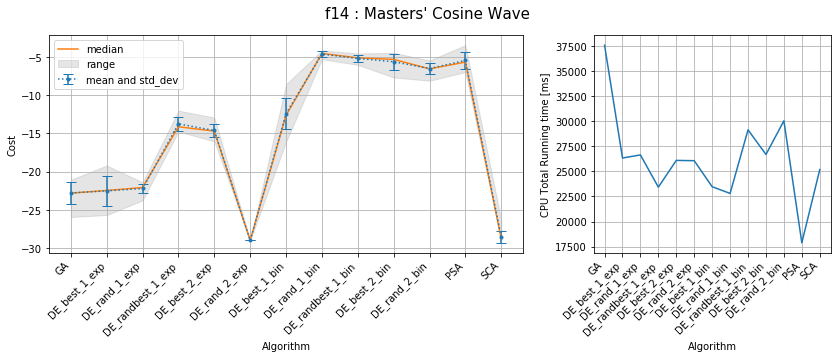 f14 : Masters' Cosine Wave
median
range
mean and std_dev
Cost
−5
−10
−15
−20
−25
−30
GA
DE_best_1_exp
DE_rand_1_exp
DE_randbest_1_exp
DE_best_2_exp
DE_rand_2_exp
DE_best_1_bin
DE_rand_1_bin
DE_randbest_1_bin
DE_best_2_bin
DE_rand_2_bin
PSA
SCA
Algorithm
CPU Total Running time [ms]
37500
35000
32500
30000
27500
25000
22500
20000
17500
GA
DE_best_1_exp
DE_rand_1_exp
DE_randbest_1_exp
DE_best_2_exp
DE_rand_2_exp
DE_best_1_bin
DE_rand_1_bin
DE_randbest_1_bin
DE_best_2_bin
DE_rand_2_bin
PSA
SCA
Algorithm